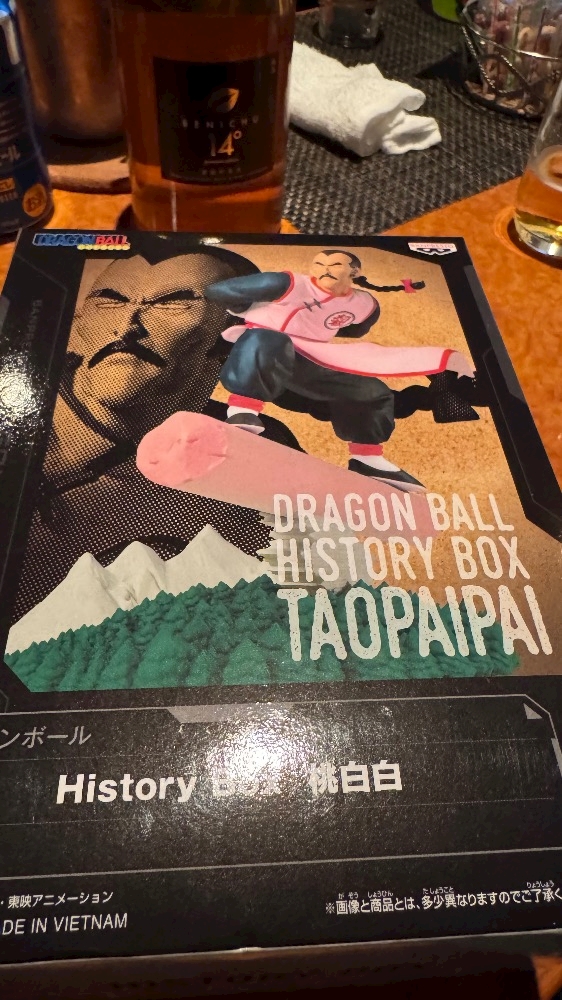 BENICHU
14°
DRAGON BALL
BANPRESTO
DRAGON BALL
HISTORY BOX
TAOPAIPAI
ンボール
History Box 桃白白
・東映アニメーション
DE IN VIETNAM
※画像と商品とは、多少異なりますのでご了承く